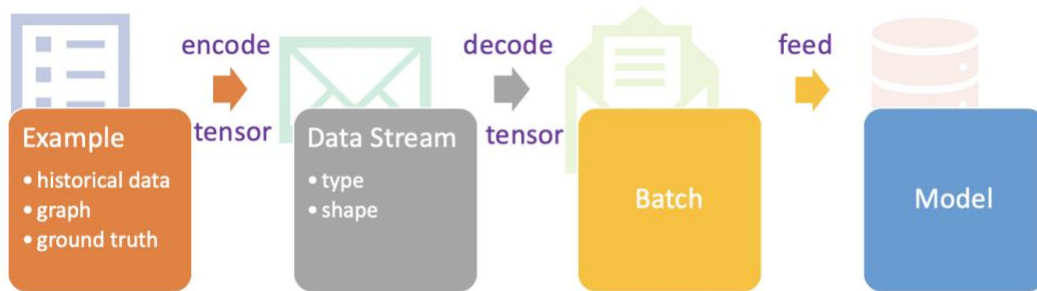 encode
decode
feed
tensor
tensor
Example
• historical data
• graph
• ground truth
Data Stream
• type
• shape
Batch
Model